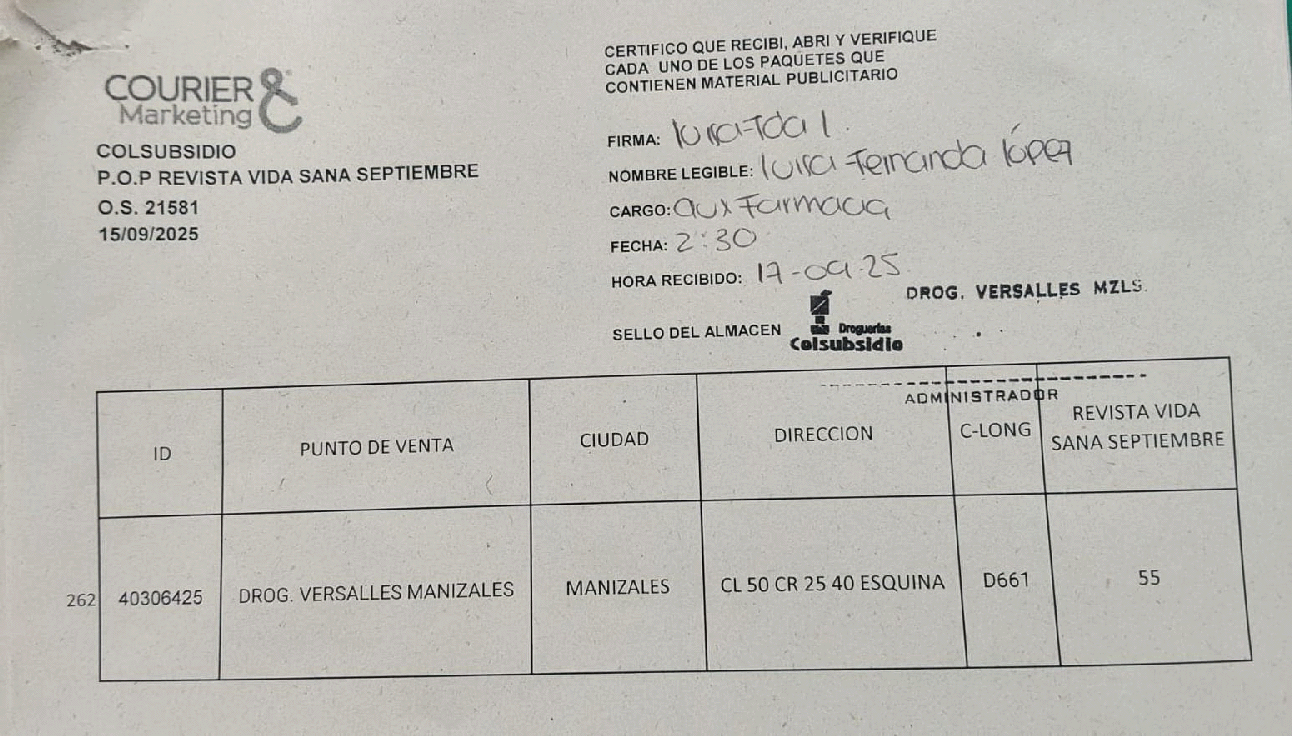 COURIER &
Marketing
COLSUBSIDIO
P.O.P REVISTA VIDA SANA SEPTIEMBRE
O.S. 21581
15/09/2025
CERTIFICO QUE RECIBI, ABRI Y VERIFIQUE
CADA UNO DE LOS PAQUETES QUE
CONTIENEN MATERIAL PUBLICITARIO
FIRMA:
NOMBRE LEGIBLE: luisa Fernanda lópez
CARGO: aux Farmacia
FECHA: 2:30
HORA RECIBIDO: 17-09-25
SELLO DEL ALMACEN
Droguerías
Colsubsidio
DROG. VERSALLES MZLS.
ADMINISTRADOR
ID PUNTO DE VENTA CIUDAD DIRECCION C-LONG REVISTA VIDA
SANA SEPTIEMBRE
262 40306425 DROG. VERSALLES MANIZALES MANIZALES CL 50 CR 25 40 ESQUINA D661 55